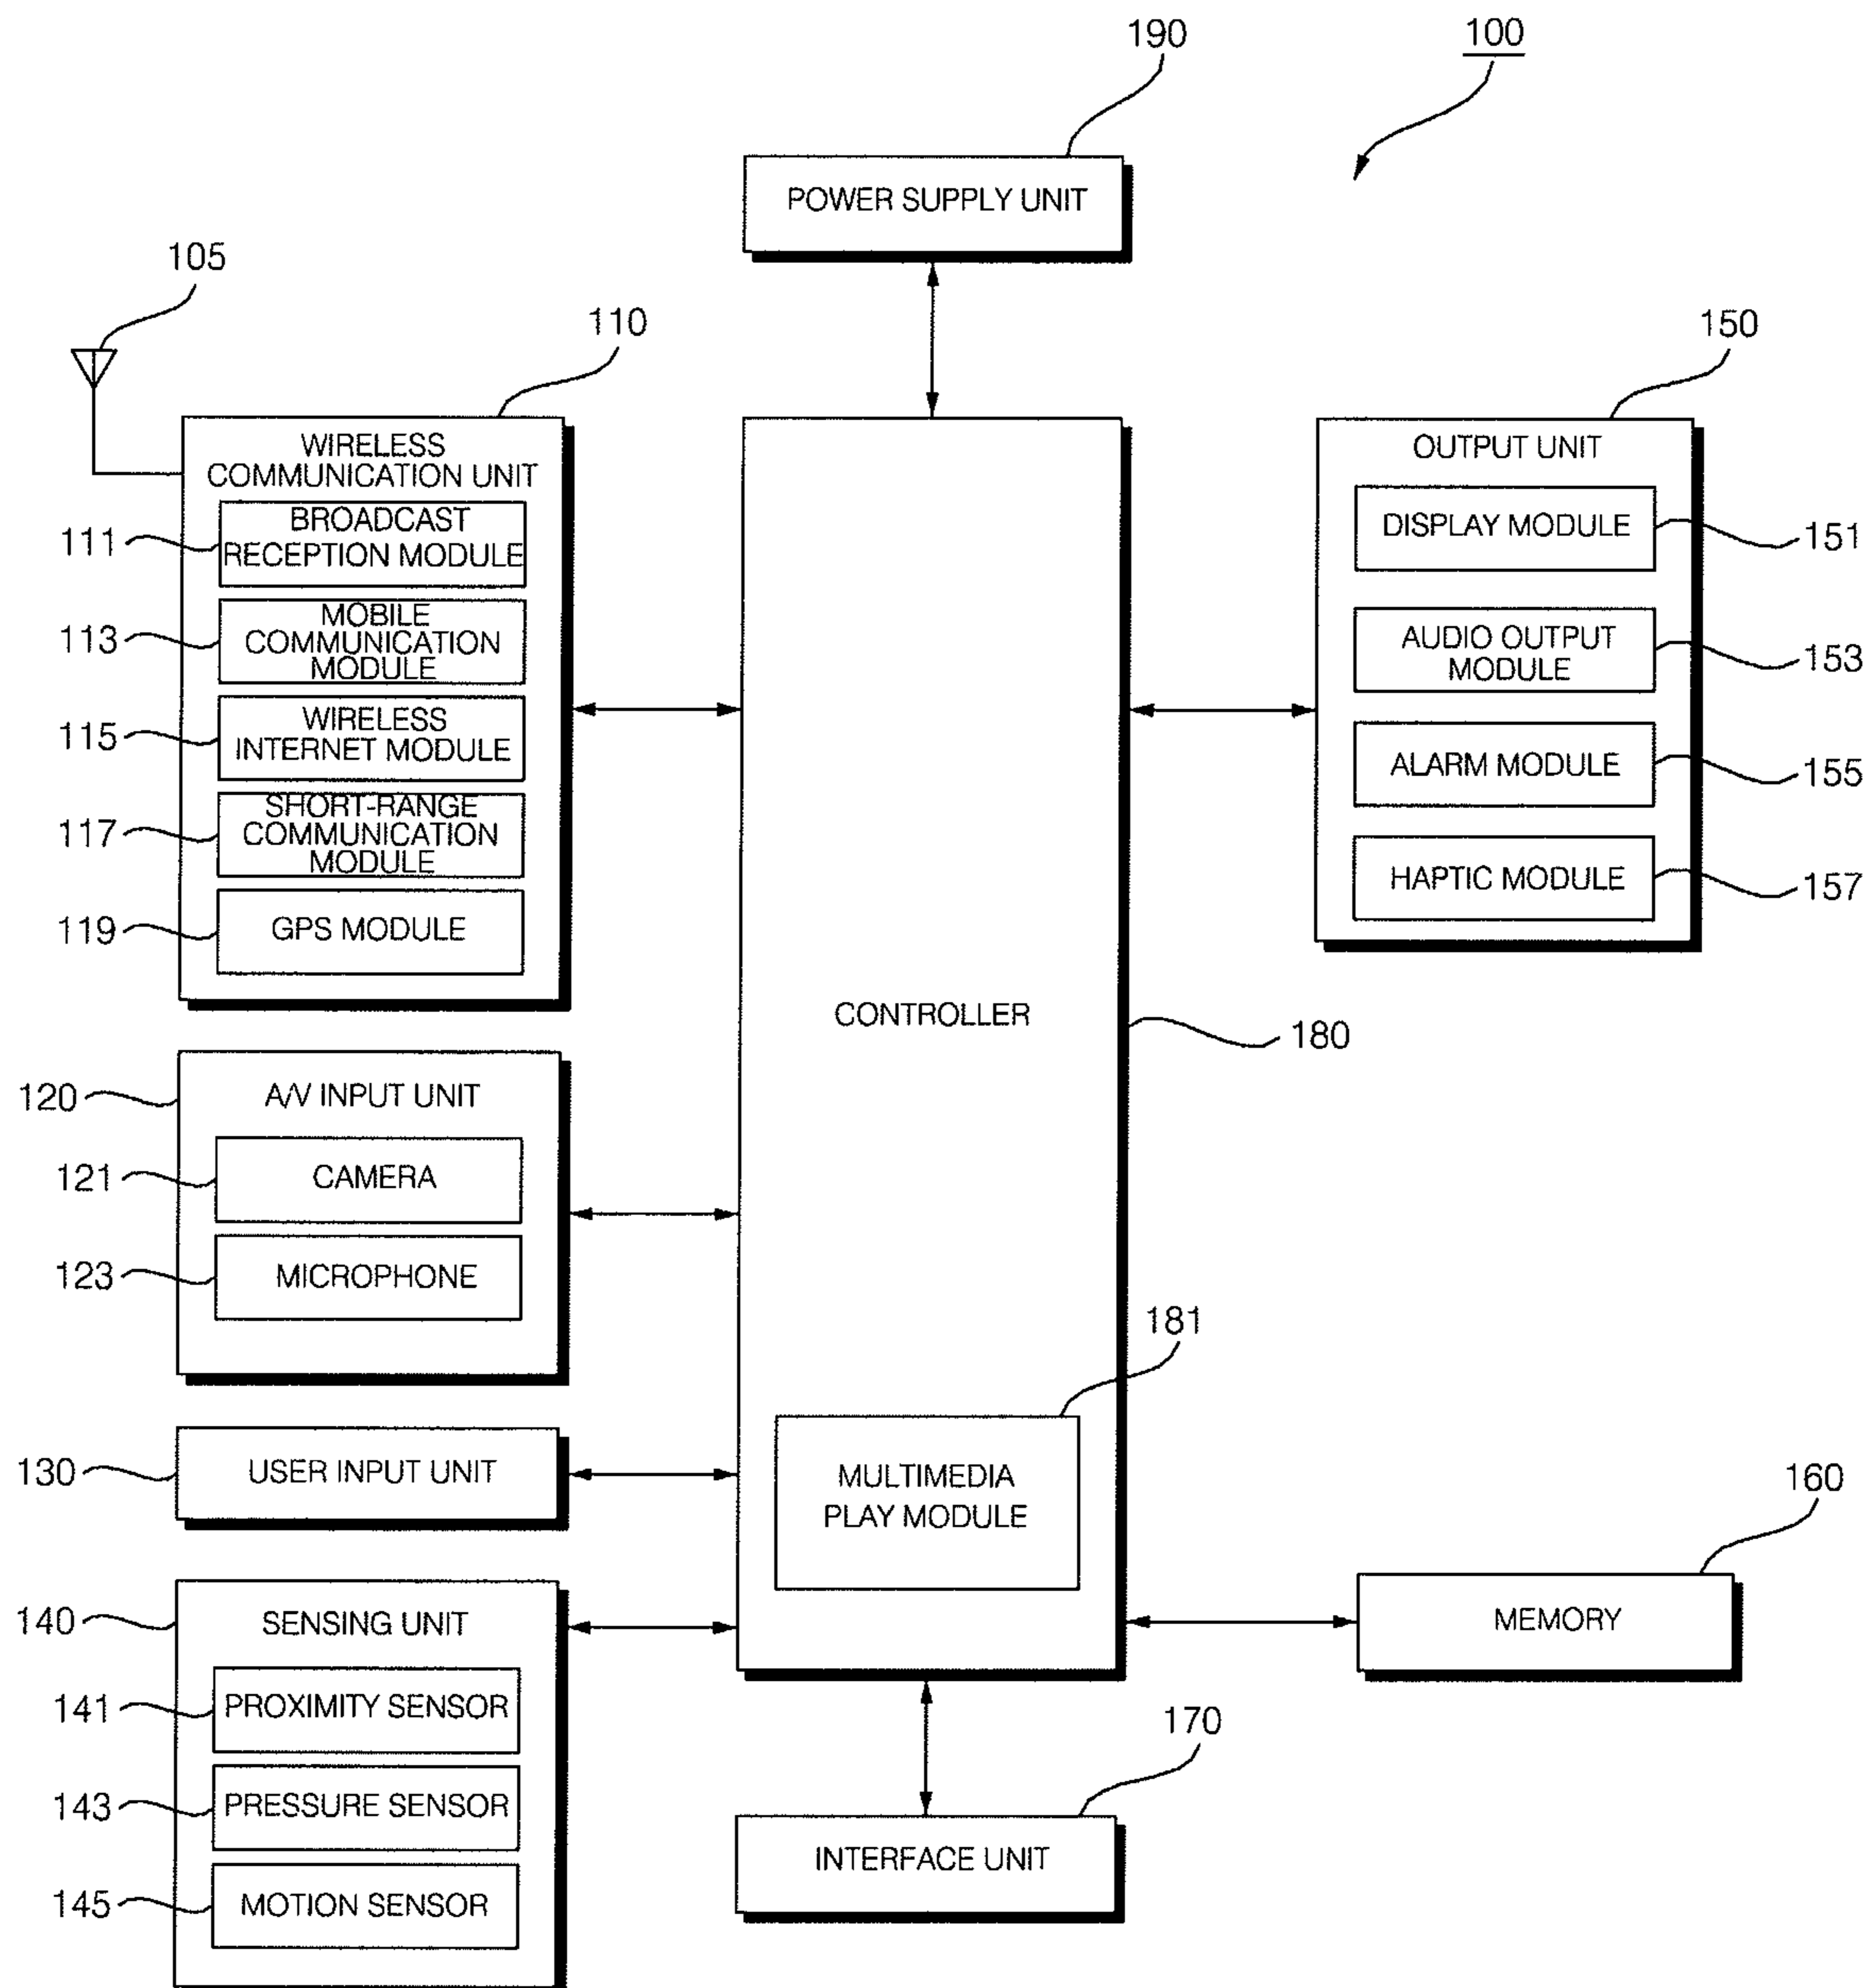 190
100
POWER SUPPLY UNIT
105
110
150
WIRELESS
COMMUNICATION UNIT
BROADCAST
RECEPTION MODULE
111
MOBILE
COMMUNICATION
MODULE
113
WIRELESS
INTERNET MODULE
115
SHORT-RANGE
COMMUNICATION
MODULE
117
GPS MODULE
119
OUTPUT UNIT
DISPLAY MODULE
151
AUDIO OUTPUT
MODULE
153
ALARM MODULE
155
HAPTIC MODULE
157
CONTROLLER
180
120
A/V INPUT UNIT
121
CAMERA
123
MICROPHONE
181
MULTIMEDIA
PLAY MODULE
130
USER INPUT UNIT
160
MEMORY
140
SENSING UNIT
141
PROXIMITY SENSOR
143
PRESSURE SENSOR
145
MOTION SENSOR
170
INTERFACE UNIT